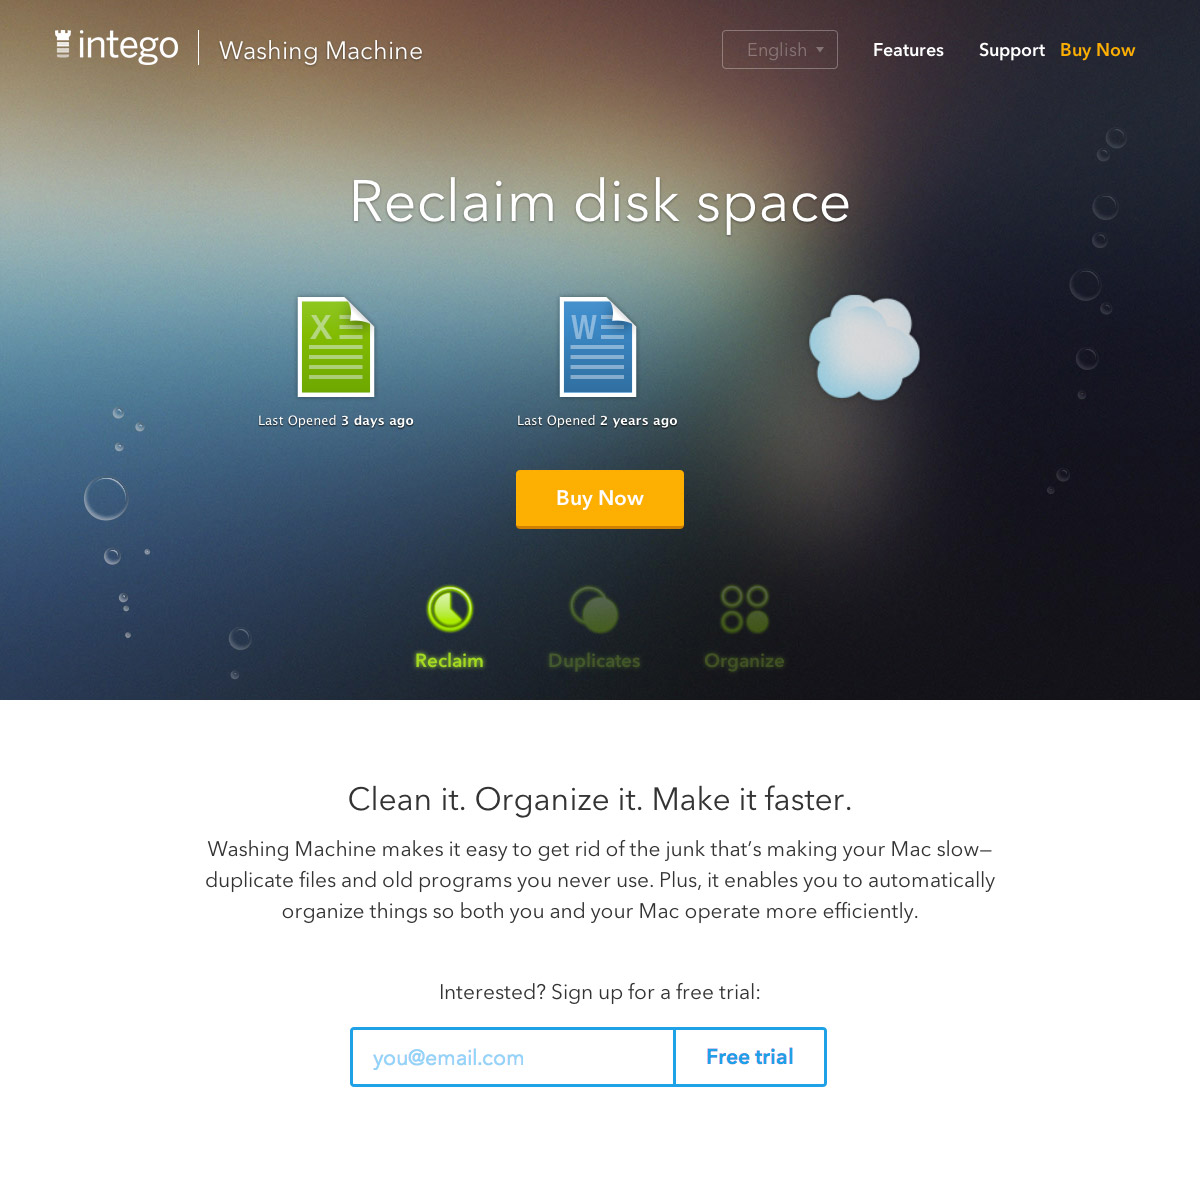 intego
Washing Machine
English
Features
Support
Buy Now
Reclaim disk space
X
W
Last Opened 3 days ago
Last Opened 2 years ago
Buy Now
Reclaim
Duplicates
Organize
Clean it. Organize it. Make it faster.
Washing Machine makes it easy to get rid of the junk that’s making your Mac slow—
duplicate files and old programs you never use. Plus, it enables you to automatically
organize things so both you and your Mac operate more efficiently.
Interested? Sign up for a free trial:
you@email.com
Free trial